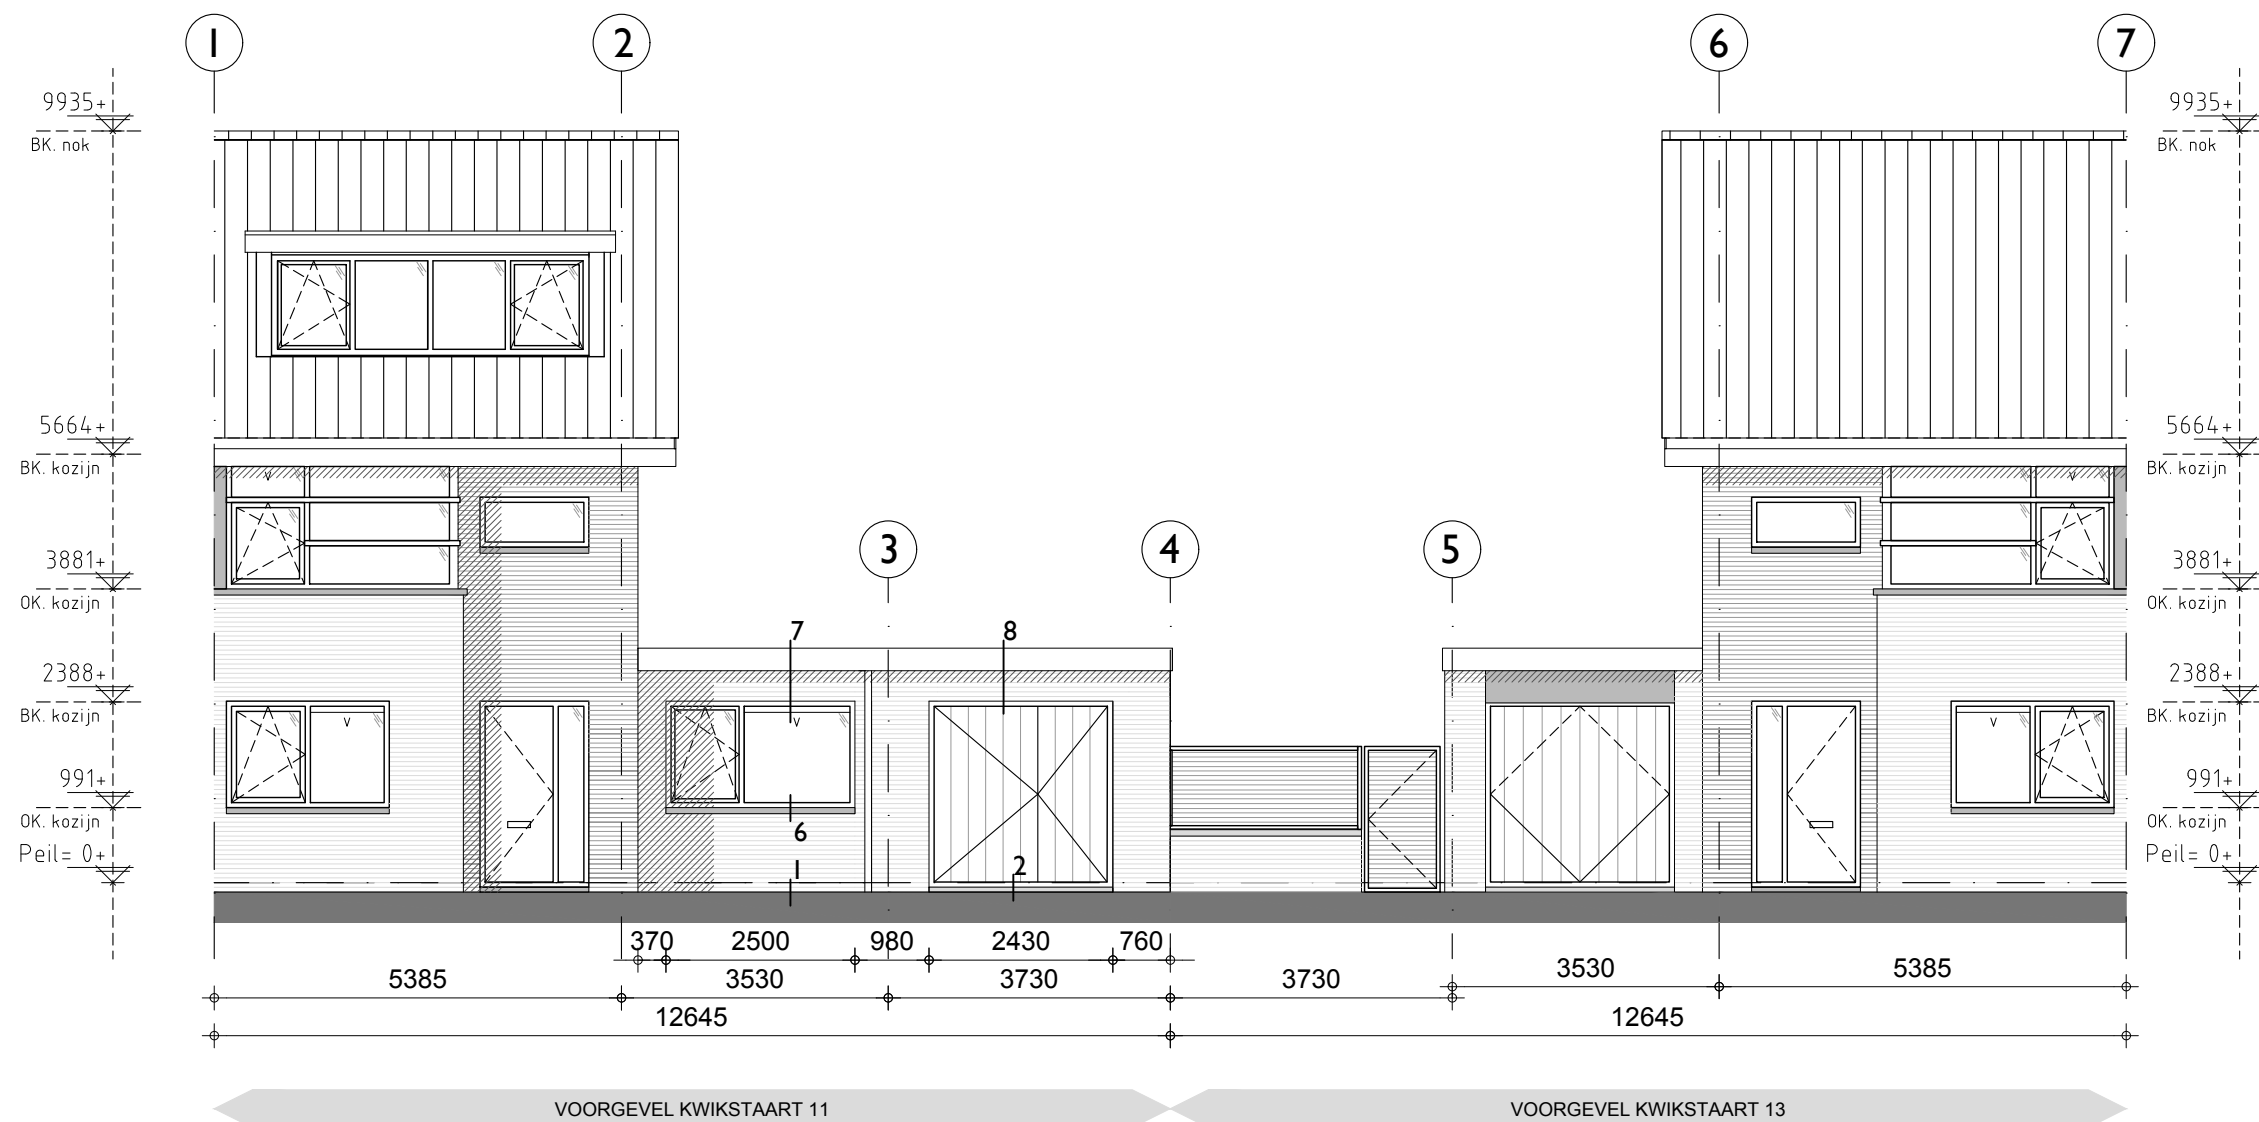 1 2 6 7
9935+ 9935+
BK. nok BK. nok
5664+ 5664+
BK. kozijn BK. kozijn
3 4 5
3881+ 3881+
OK. kozijn OK. kozijn
7 8
2388+ 2388+
BK. kozijn BK. kozijn
991+ 991+
OK. kozijn 6 OK. kozijn
Peil= 0+ 1 2 Peil= 0+
370 2500 980 2430 760
5385 3530 3730 3730 3530 5385
12645 12645
VOORGEVEL KWIKSTAART 11 VOORGEVEL KWIKSTAART 13